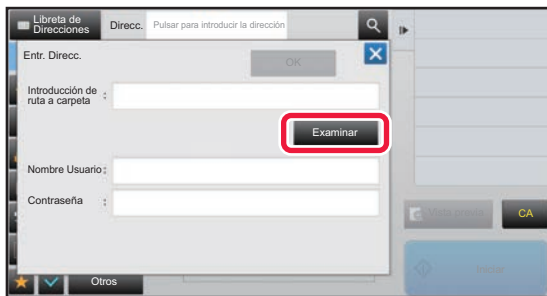 Libreta de
Direcciones
Direcc.
Pulsar para introducir la dirección
Entr. Direcc.
OK
Introducción de
ruta a carpeta :
Examinar
Nombre Usuario :
Contraseña :
CA
Otros